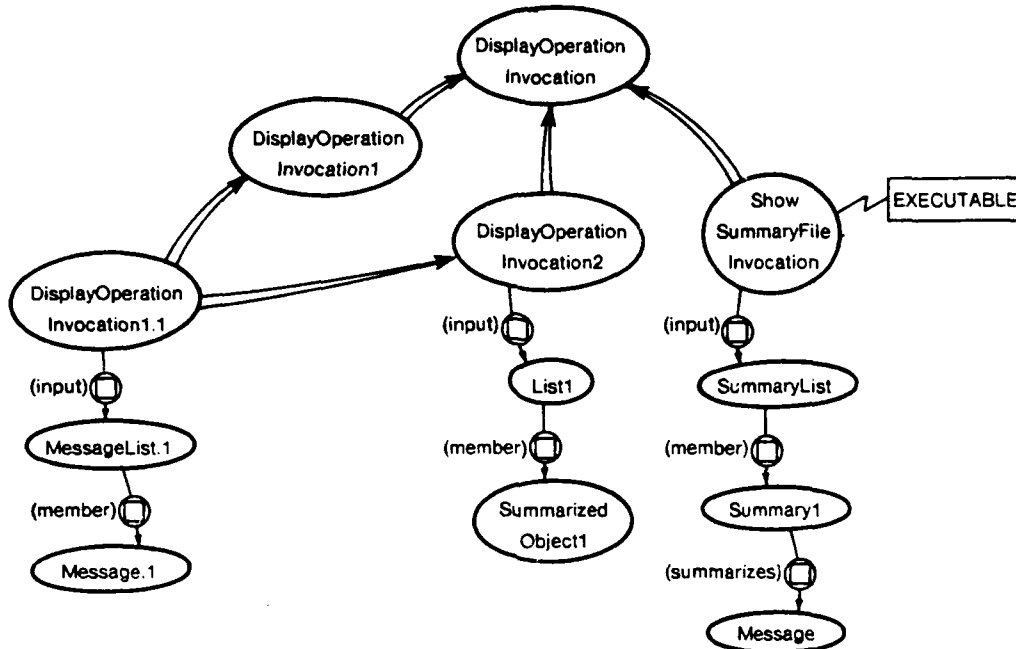 DisplayOperation
Invocation
DisplayOperation
Invocation1
Show
SummaryFile
Invocation
EXECUTABLE
DisplayOperation
Invocation2
DisplayOperation
Invocation1.1
(input)
(input)
(input)
List1
SummaryList
MessageList.1
(member)
(member)
(member)
Summarized
Object1
Summary1
Message.1
(summarizes)
Message